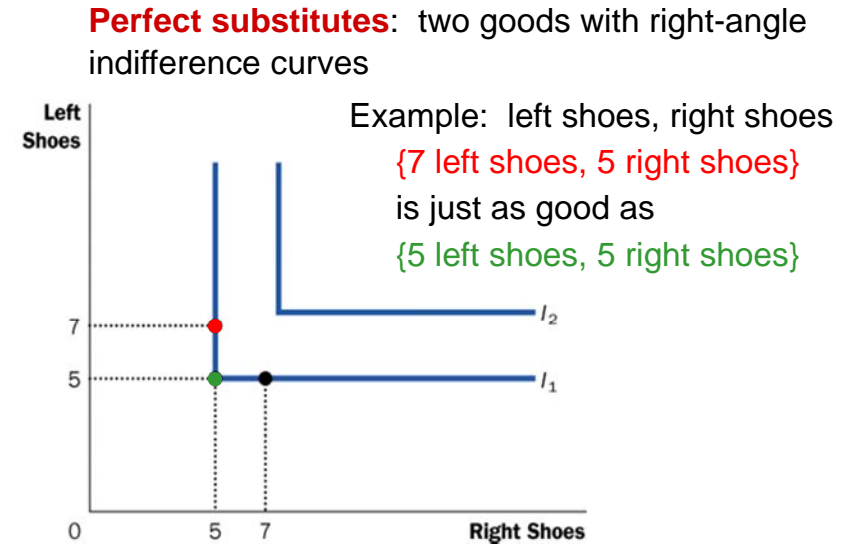 Perfect substitutes: two goods with right-angle
indifference curves
Left
Shoes
Example: left shoes, right shoes
{7 left shoes, 5 right shoes}
is just as good as
{5 left shoes, 5 right shoes}
I2
7
5
I1
0
5
7
Right Shoes